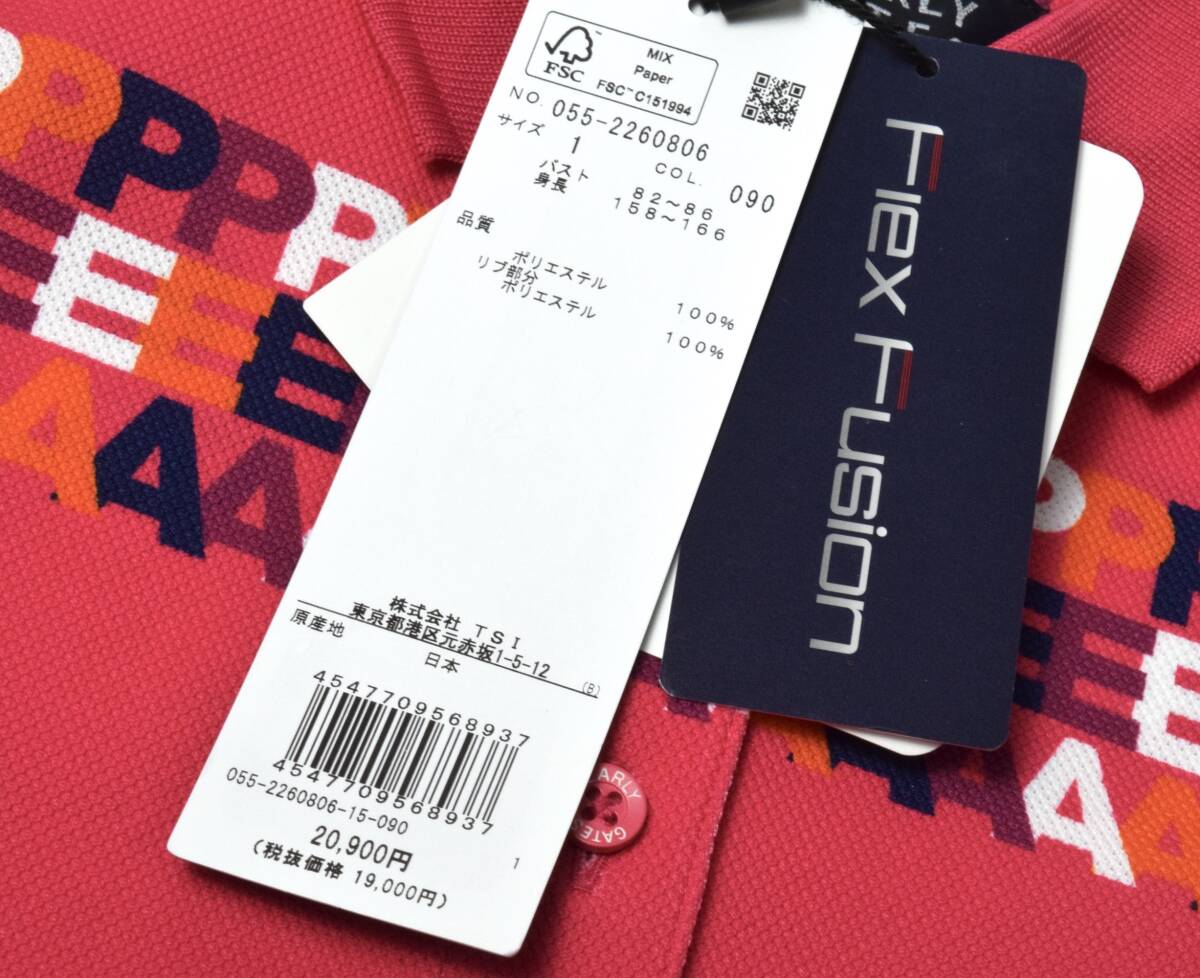 FSC
MIX
Paper
FSC™ C151994
NO. 055-2260806
サイズ 1 COL. 090
バスト 82～86
身長 158～166
品質
ポリエステル 100%
リブ部分
ポリエステル 100%
株式会社 TSI
東京都港区元赤坂1-5-12
原産地 日本 (B)
4547709568937
4547709568937
055-2260806-15-090
20,900円
(税抜価格 19,000円)
1
Flex Fusion
ARLY
GATE
RLY
P P P P
E E E E
A A A A
P P P
E E E
A A A A